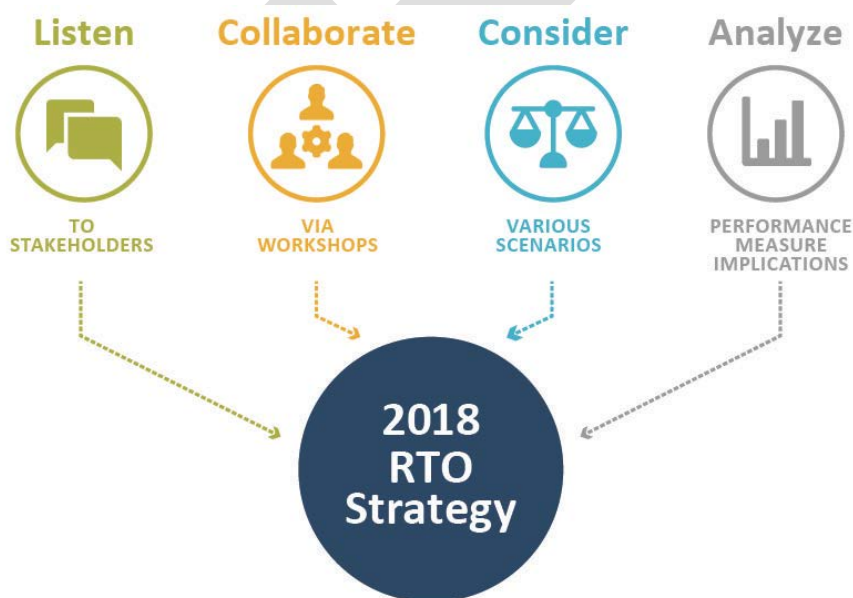 Listen
TO
STAKEHOLDERS
Collaborate
VIA
WORKSHOPS
Consider
VARIOUS
SCENARIOS
Analyze
PERFORMANCE
MEASURE
IMPLICATIONS
2018
RTO
Strategy